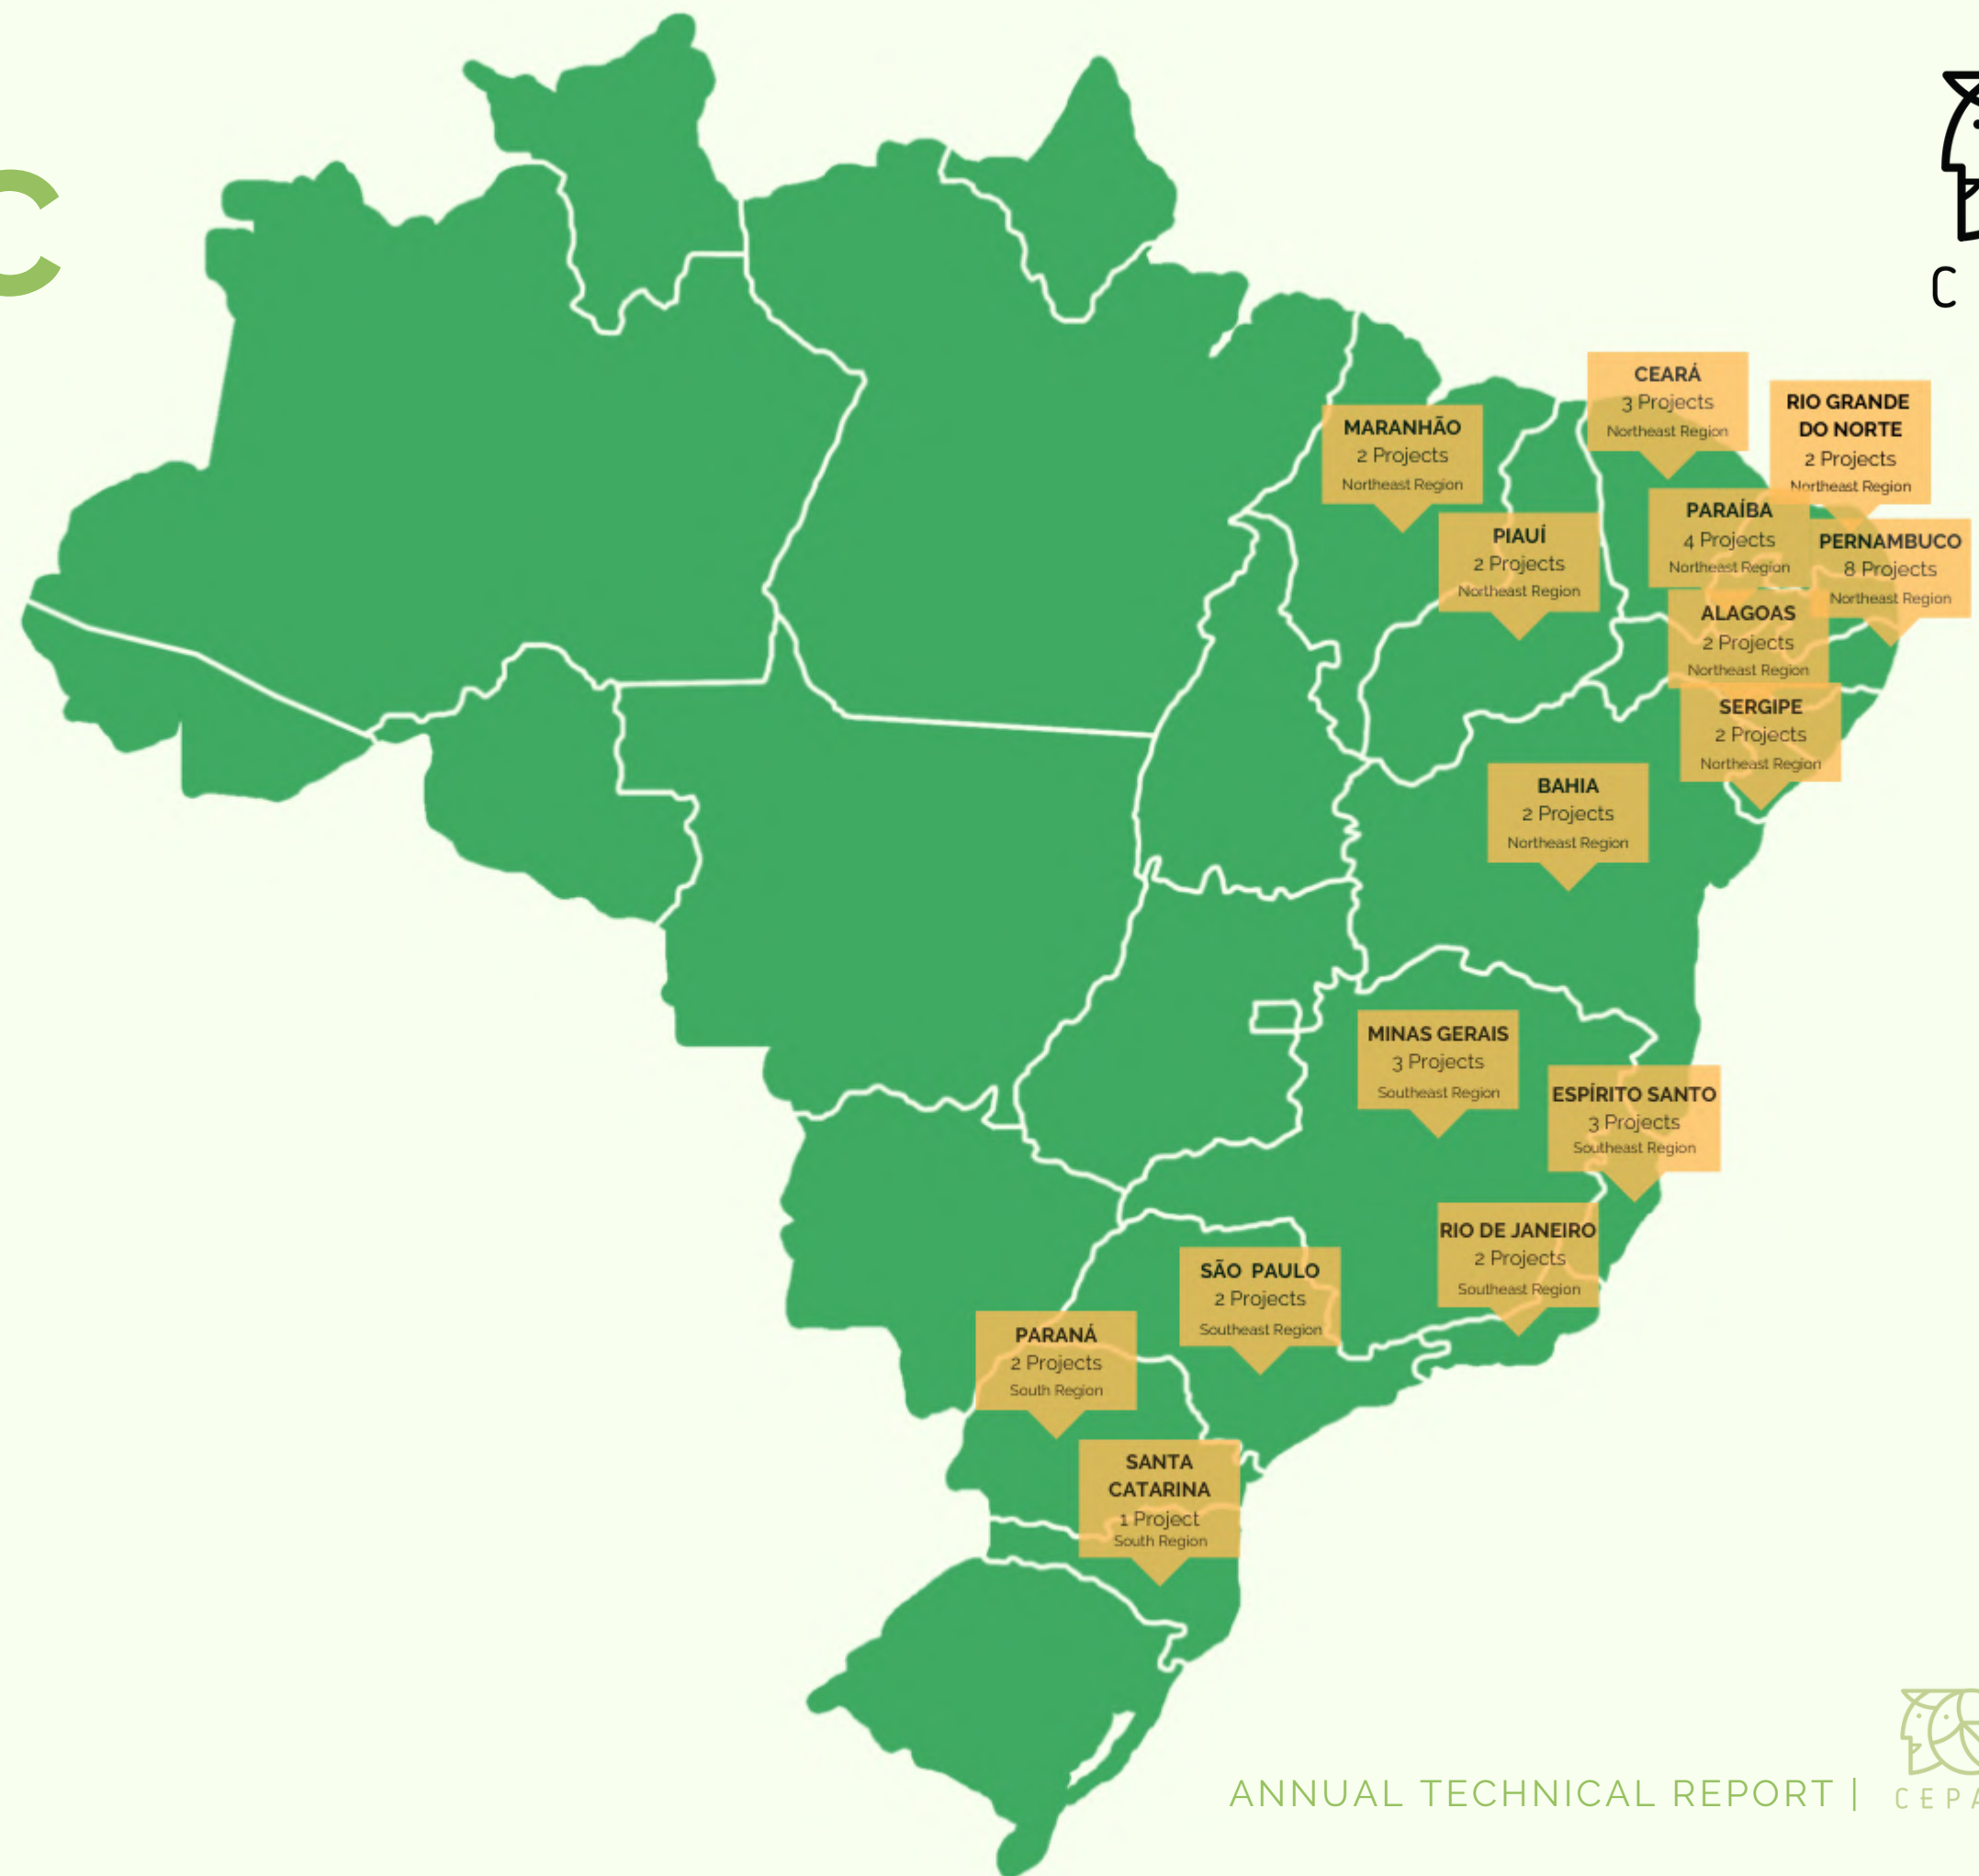 C
C
CEARÁ
3 Projects
Northeast Region
RIO GRANDE
DO NORTE
2 Projects
Northeast Region
MARANHÃO
2 Projects
Northeast Region
PARAÍBA
4 Projects
Northeast Region
PIAUÍ
2 Projects
Northeast Region
PERNAMBUCO
8 Projects
Northeast Region
ALAGOAS
2 Projects
Northeast Region
SERGIPE
2 Projects
Northeast Region
BAHIA
2 Projects
Northeast Region
MINAS GERAIS
3 Projects
Southeast Region
ESPÍRITO SANTO
3 Projects
Southeast Region
RIO DE JANEIRO
2 Projects
Southeast Region
SÃO PAULO
2 Projects
Southeast Region
PARANÁ
2 Projects
South Region
SANTA
CATARINA
1 Project
South Region
ANNUAL TECHNICAL REPORT |
CEPA